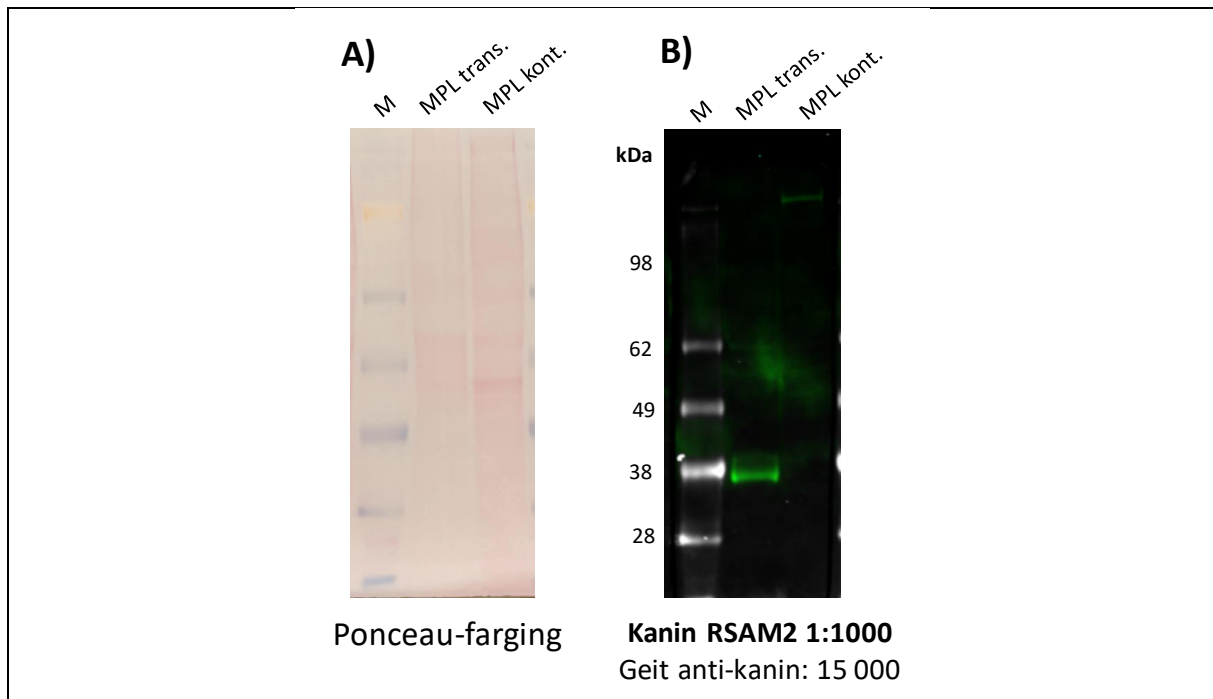 A)
M
MPL trans.
MPL kont.
Ponceau-farging
B)
M
MPL trans.
MPL kont.
kDa
98
62
49
38
28
Kanin RSAM2 1:1000
Geit anti-kanin: 15 000